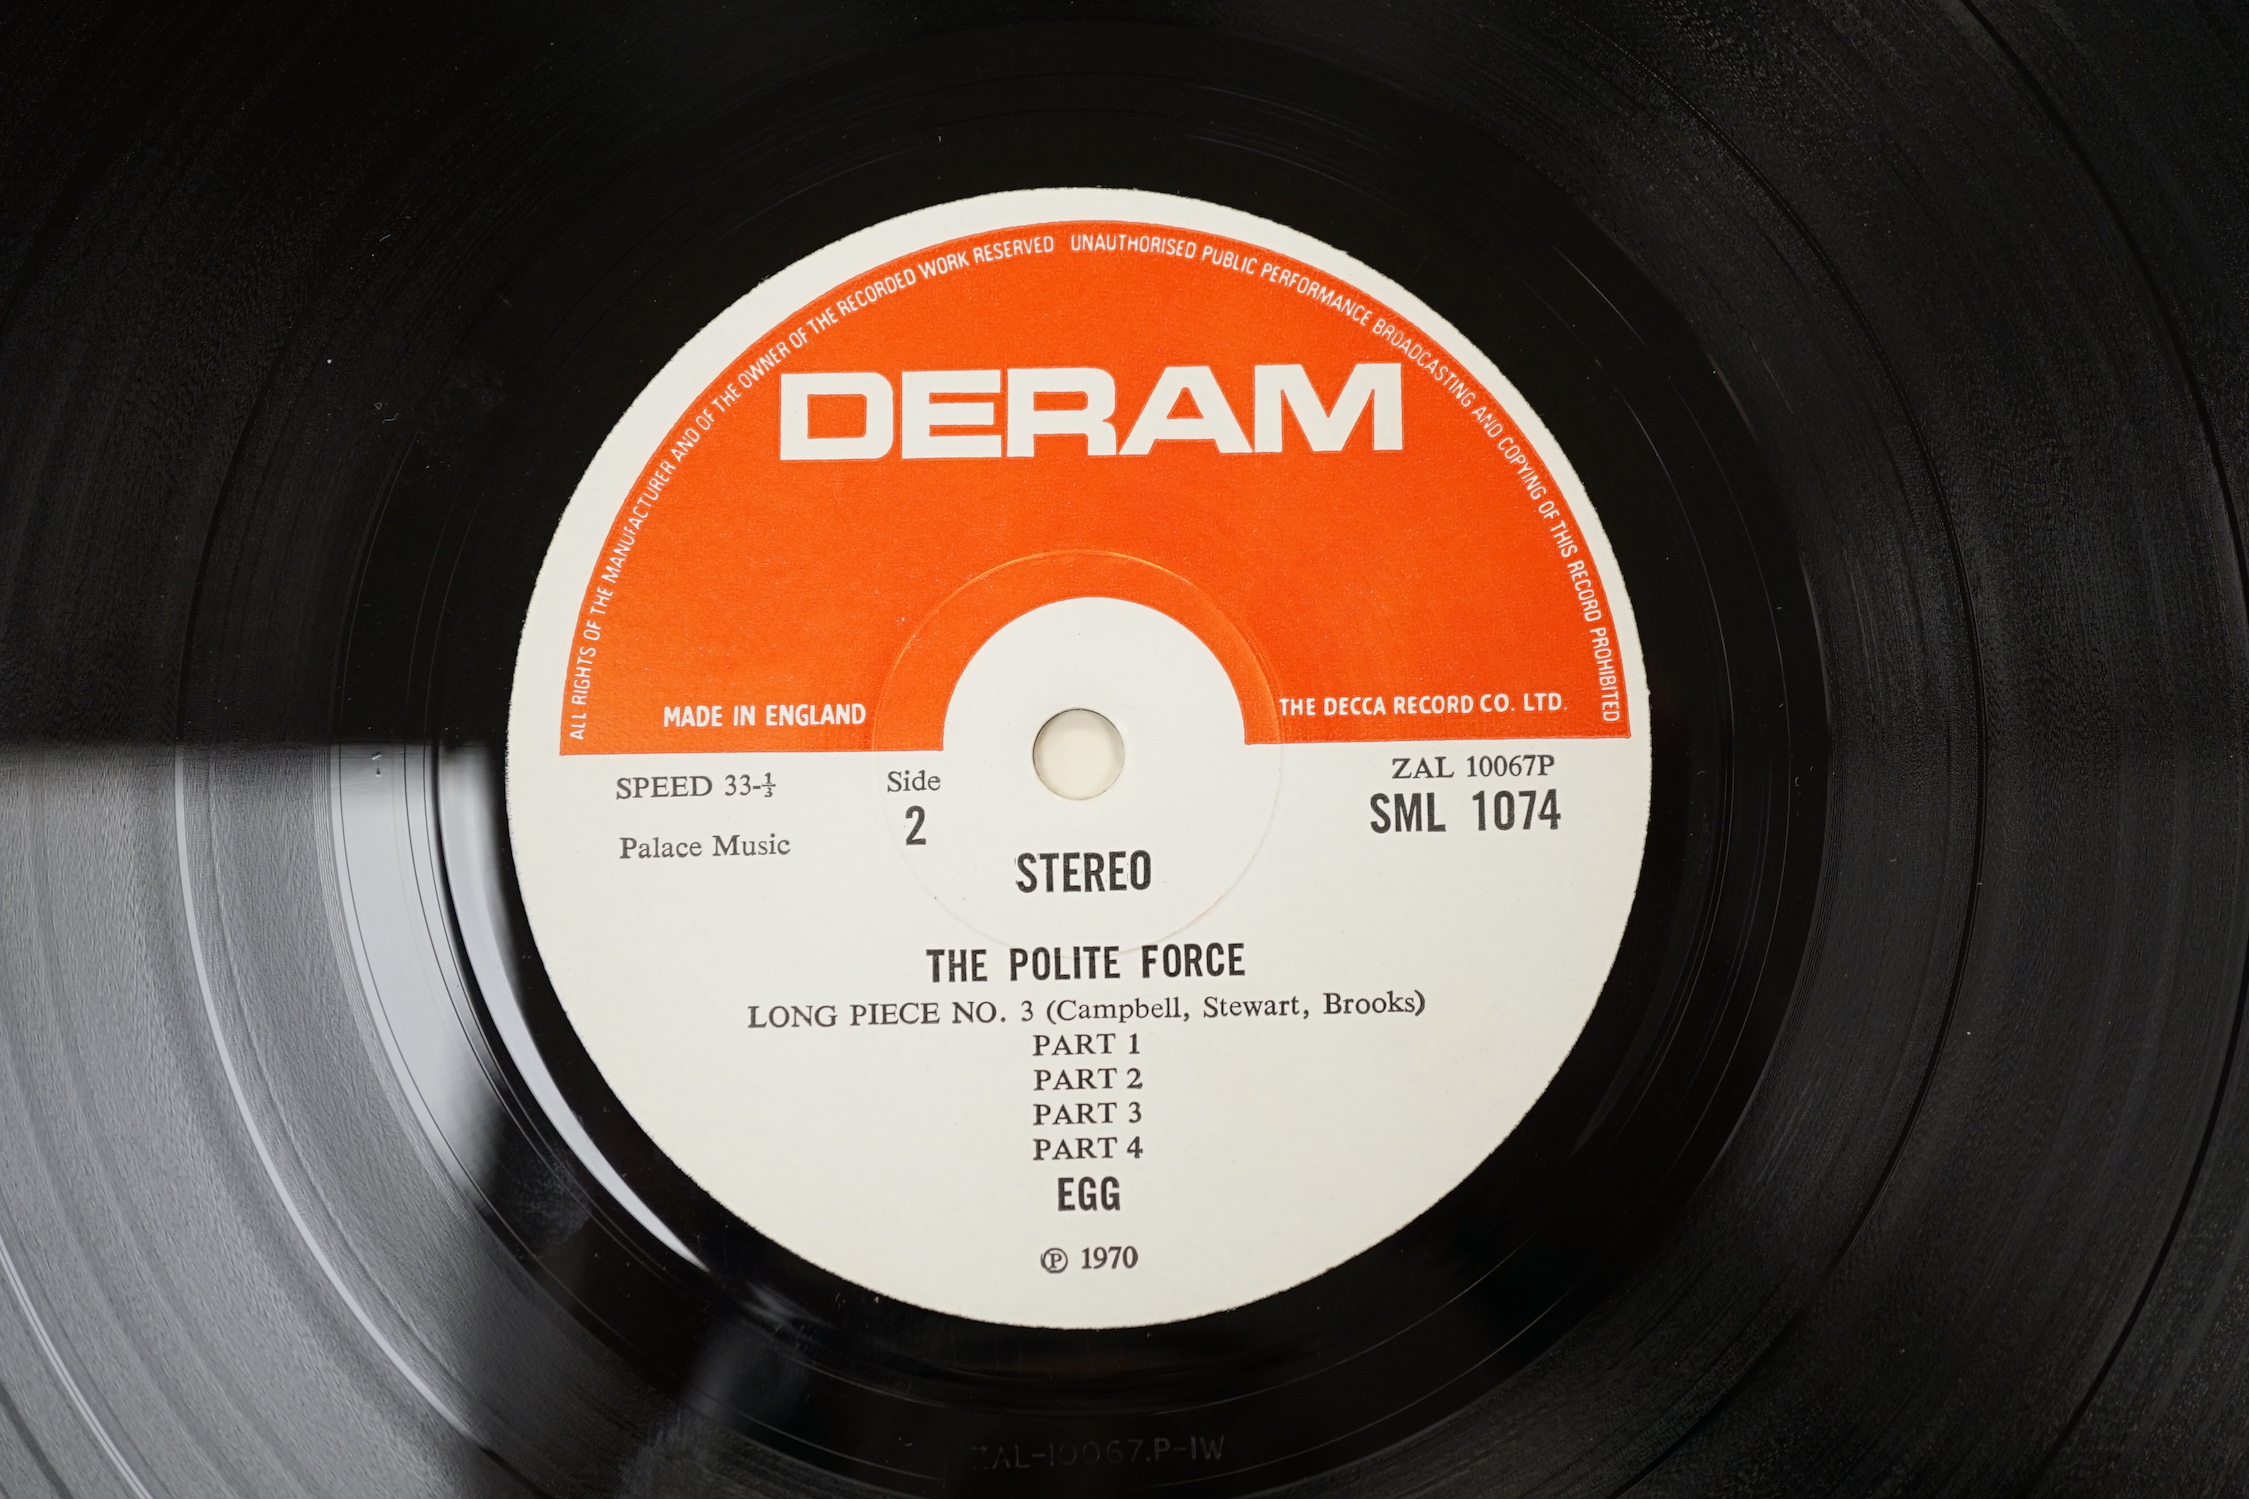 ALL RIGHTS OF THE MANUFACTURER AND OF THE OWNER OF THE RECORDED WORK RESERVED UNAUTHORISED PUBLIC PERFORMANCE BROADCASTING AND COPYING OF THIS RECORD PROHIBITED
DERAM
MADE IN ENGLAND
THE DECCA RECORD CO. LTD.
SPEED 33-⅓
Side
2
ZAL 10067P
SML 1074
Palace Music
STEREO
THE POLITE FORCE
LONG PIECE NO. 3 (Campbell, Stewart, Brooks)
PART 1
PART 2
PART 3
PART 4
EGG
℗ 1970
ZAL-10067.P-1W